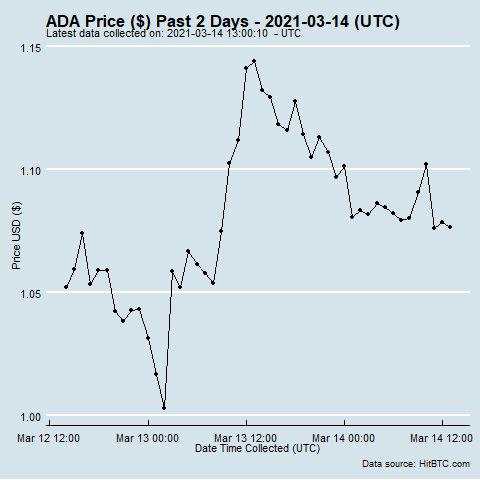 ADA Price ($) Past 2 Days - 2021-03-14 (UTC)
Latest data collected on: 2021-03-14 13:00:10 - UTC
1.15
1.10
1.05
1.00
Price USD ($)
Mar 12 12:00 Mar 13 00:00 Mar 13 12:00 Mar 14 00:00 Mar 14 12:00
Date Time Collected (UTC)
Data source: HitBTC.com